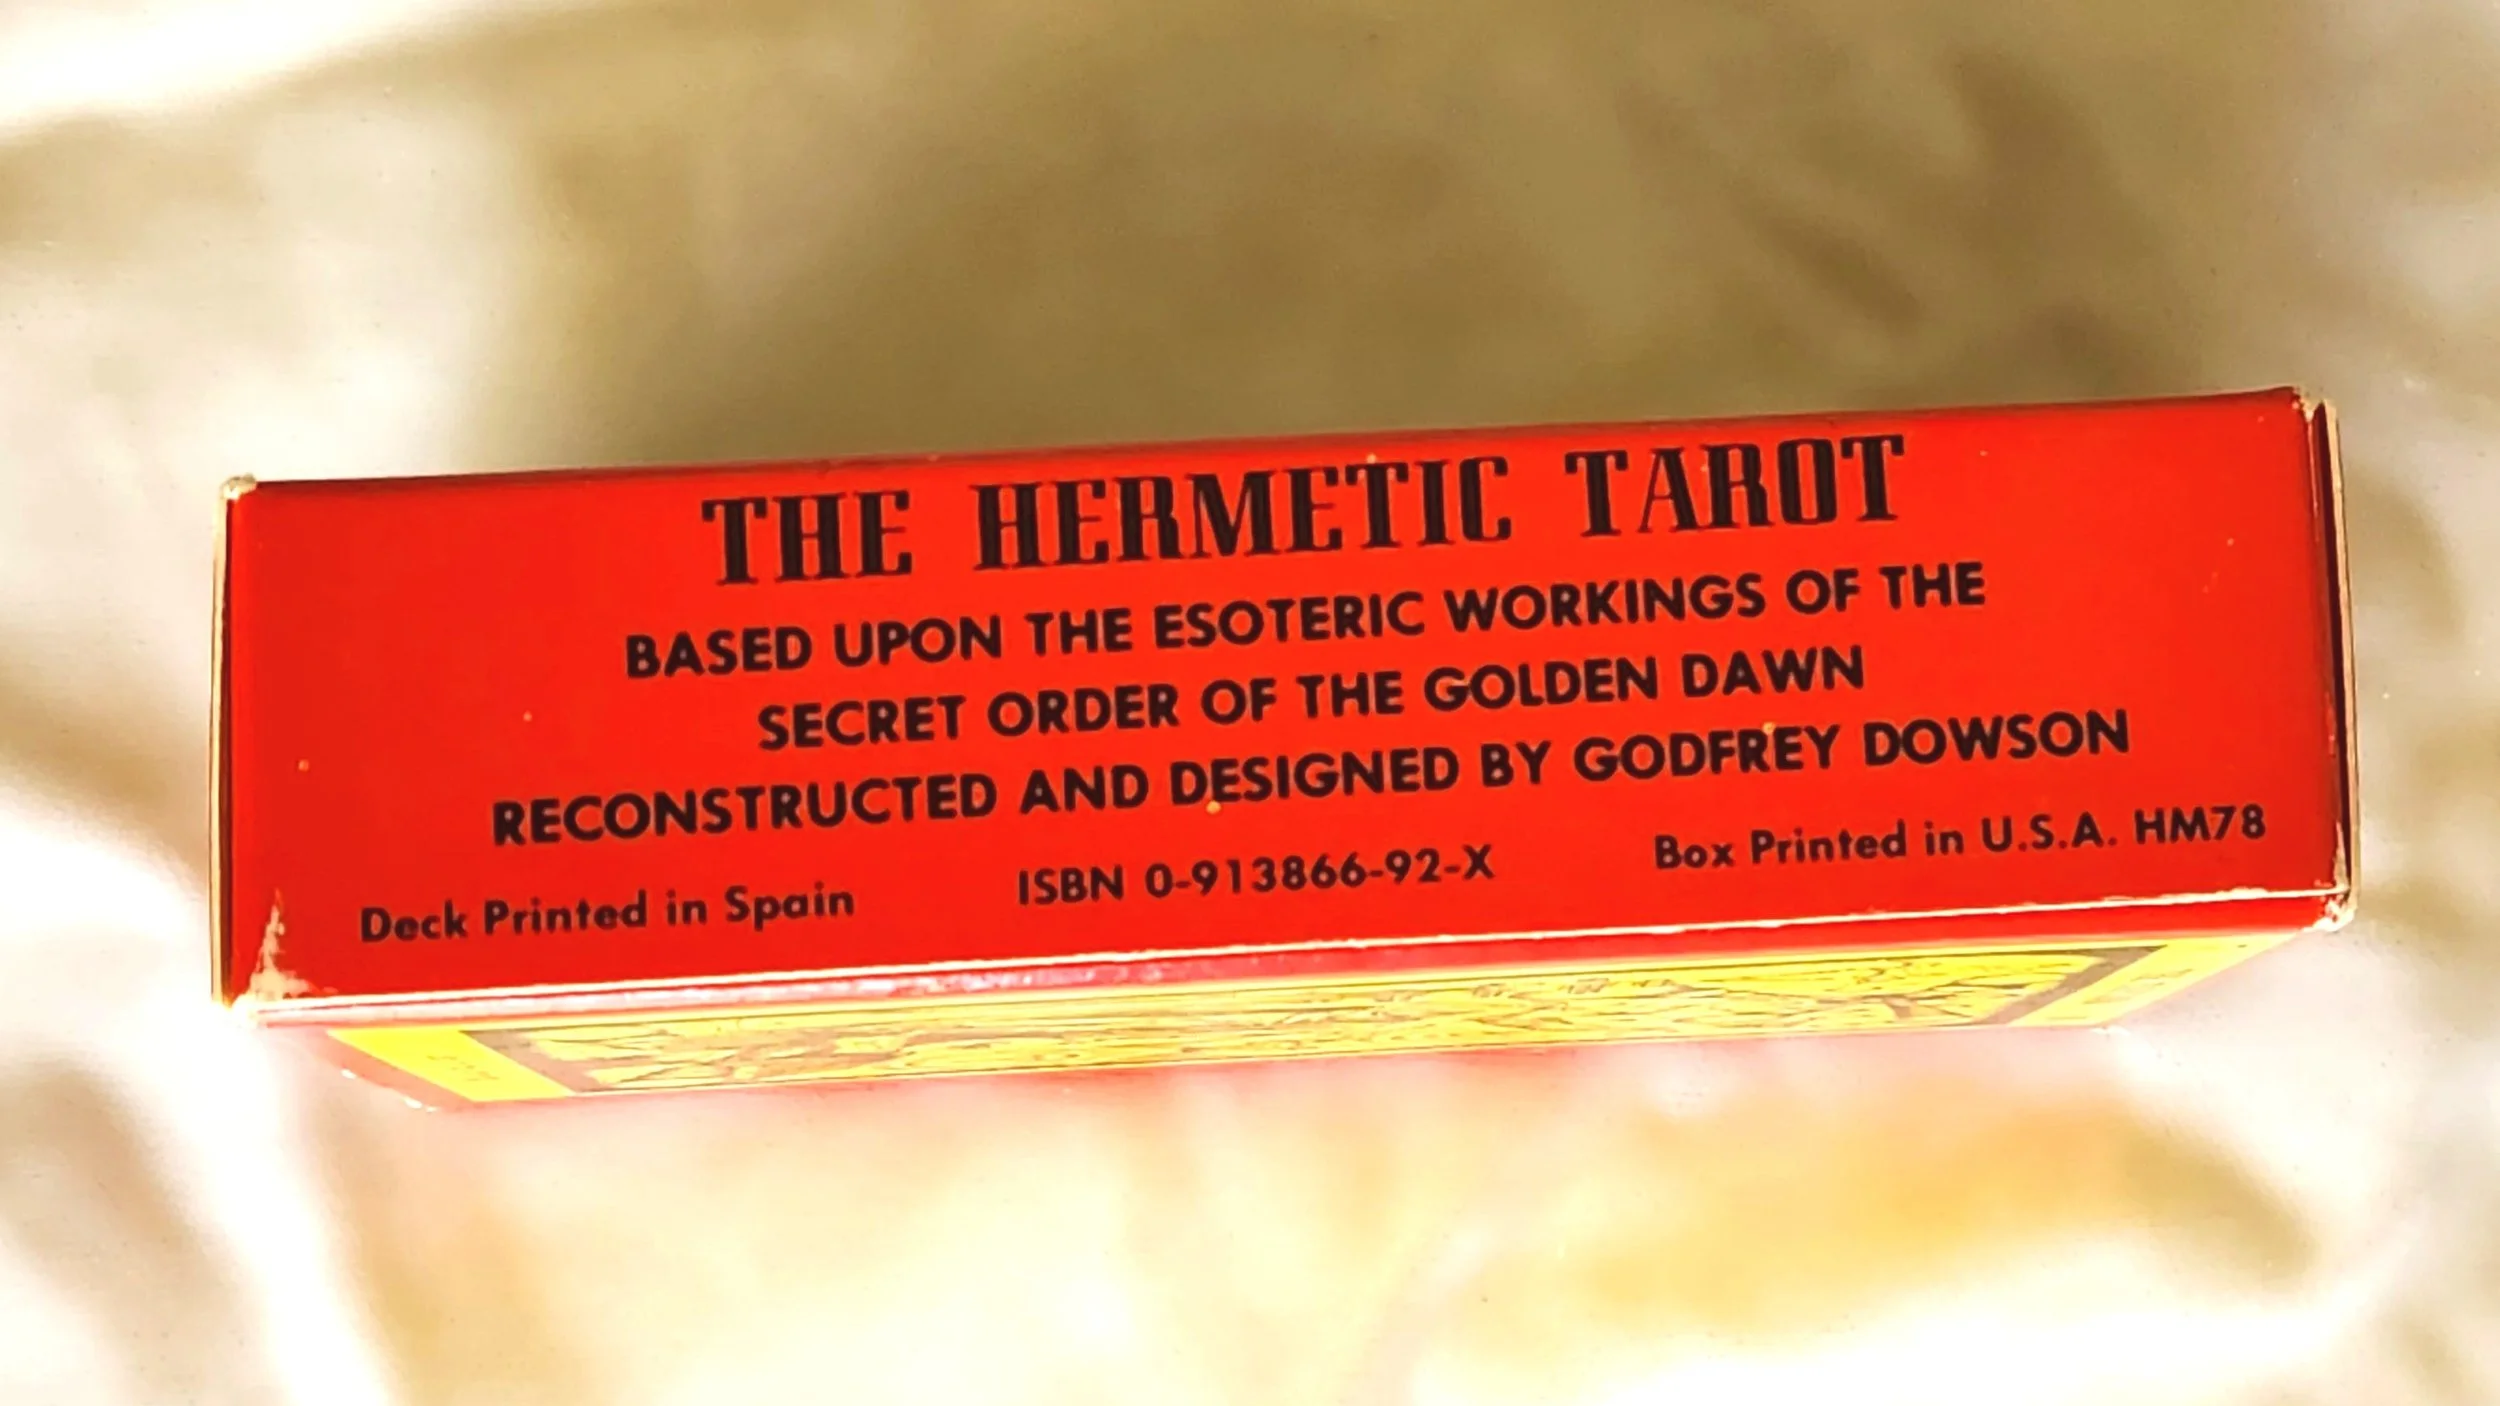 THE HERMETIC TAROT
BASED UPON THE ESOTERIC WORKINGS OF THE
SECRET ORDER OF THE GOLDEN DAWN
RECONSTRUCTED AND DESIGNED BY GODFREY DOWSON
Deck Printed in Spain ISBN 0-913866-92-X Box Printed in U.S.A. HM78